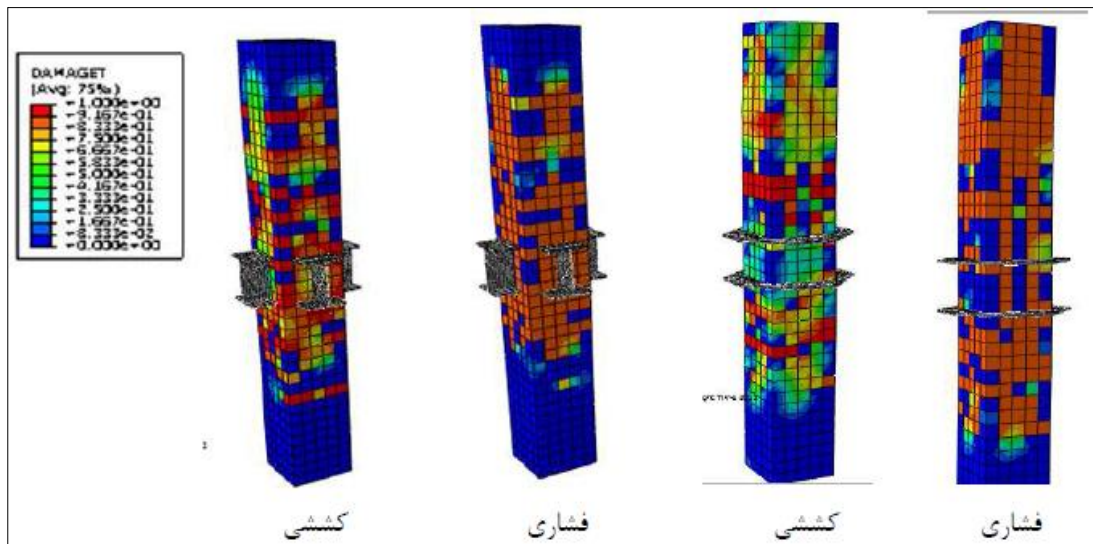 DAMAGET
(Avg: 75%)
+1.000e+00
+9.167e-01
+8.333e-01
+7.500e-01
+6.667e-01
+5.833e-01
+5.000e-01
+4.167e-01
+3.333e-01
+2.500e-01
+1.667e-01
+8.333e-02
+0.000e+00
کششی
فشاری
کششی
فشاری